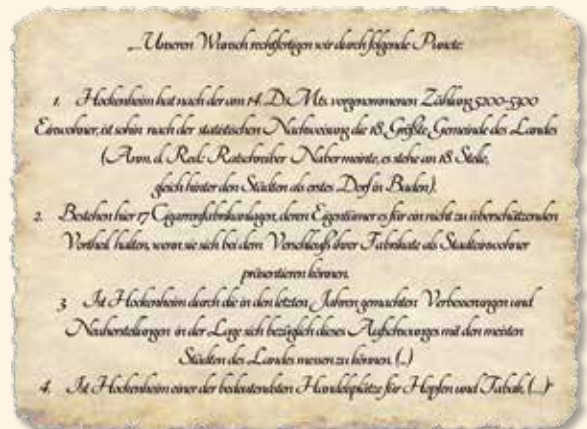 „...Unseren Wunsch rechtfertigen wir durch folgende Puncte:
1. Hockenheim hat nach der am 14. D. Mts. vorgenommenen Zählung 5200-5300
Einwohner, ist sohin nach der statistischen Nachweisung die 18. Größte Gemeinde des Landes
(Anm. d. Red.: Ratschreiber Naber meinte, es stehe an 18. Stelle,
gleich hinter den Städten als erstes Dorf in Baden).
2. Bestehen hier 17 Cigarrenfabrikanlagen, deren Eigentümer es für ein nicht zu überschätzenden
Vortheil halten, wenn sie sich bei dem Verschleuß ihrer Fabrikate als Stadteinwohner
präsentieren können.
3. Ist Hockenheim durch die in den letzten Jahren gemachten Verbesserungen und
Neuherstellungen in der Lage sich bezüglich dieses Aufschwunges mit den meisten
Städten des Landes messen zu können. (...)
4. Ist Hockenheim einer der bedeutendsten Handelsplätze für Hopfen und Tabak. (...)“